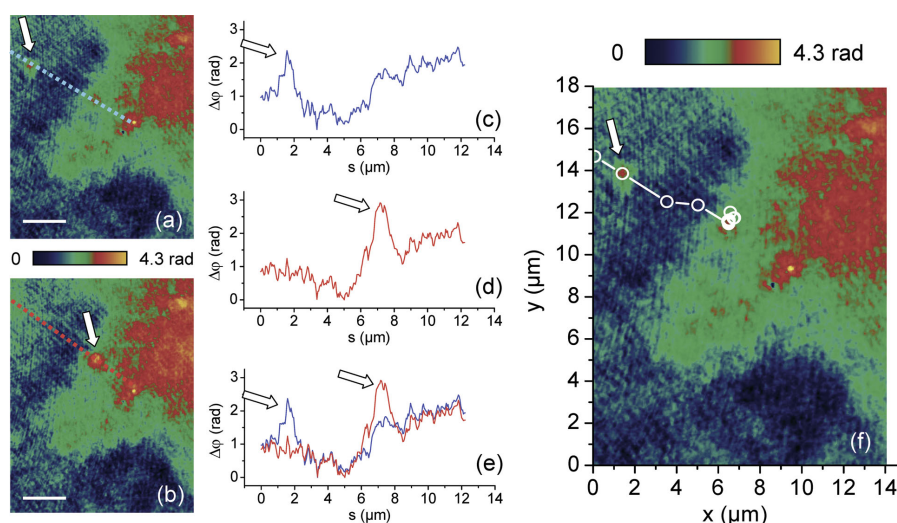 (a)
0 4.3 rad
(b)
3
2
1
0
Δφ (rad)
0 2 4 6 8 10 12 14
s (µm)
(c)
3
2
1
0
Δφ (rad)
0 2 4 6 8 10 12 14
s (µm)
(d)
3
2
1
0
Δφ (rad)
0 2 4 6 8 10 12 14
s (µm)
(e)
0 4.3 rad
18
16
14
12
10
8
6
4
2
0
y (µm)
0 2 4 6 8 10 12 14
x (µm)
(f)